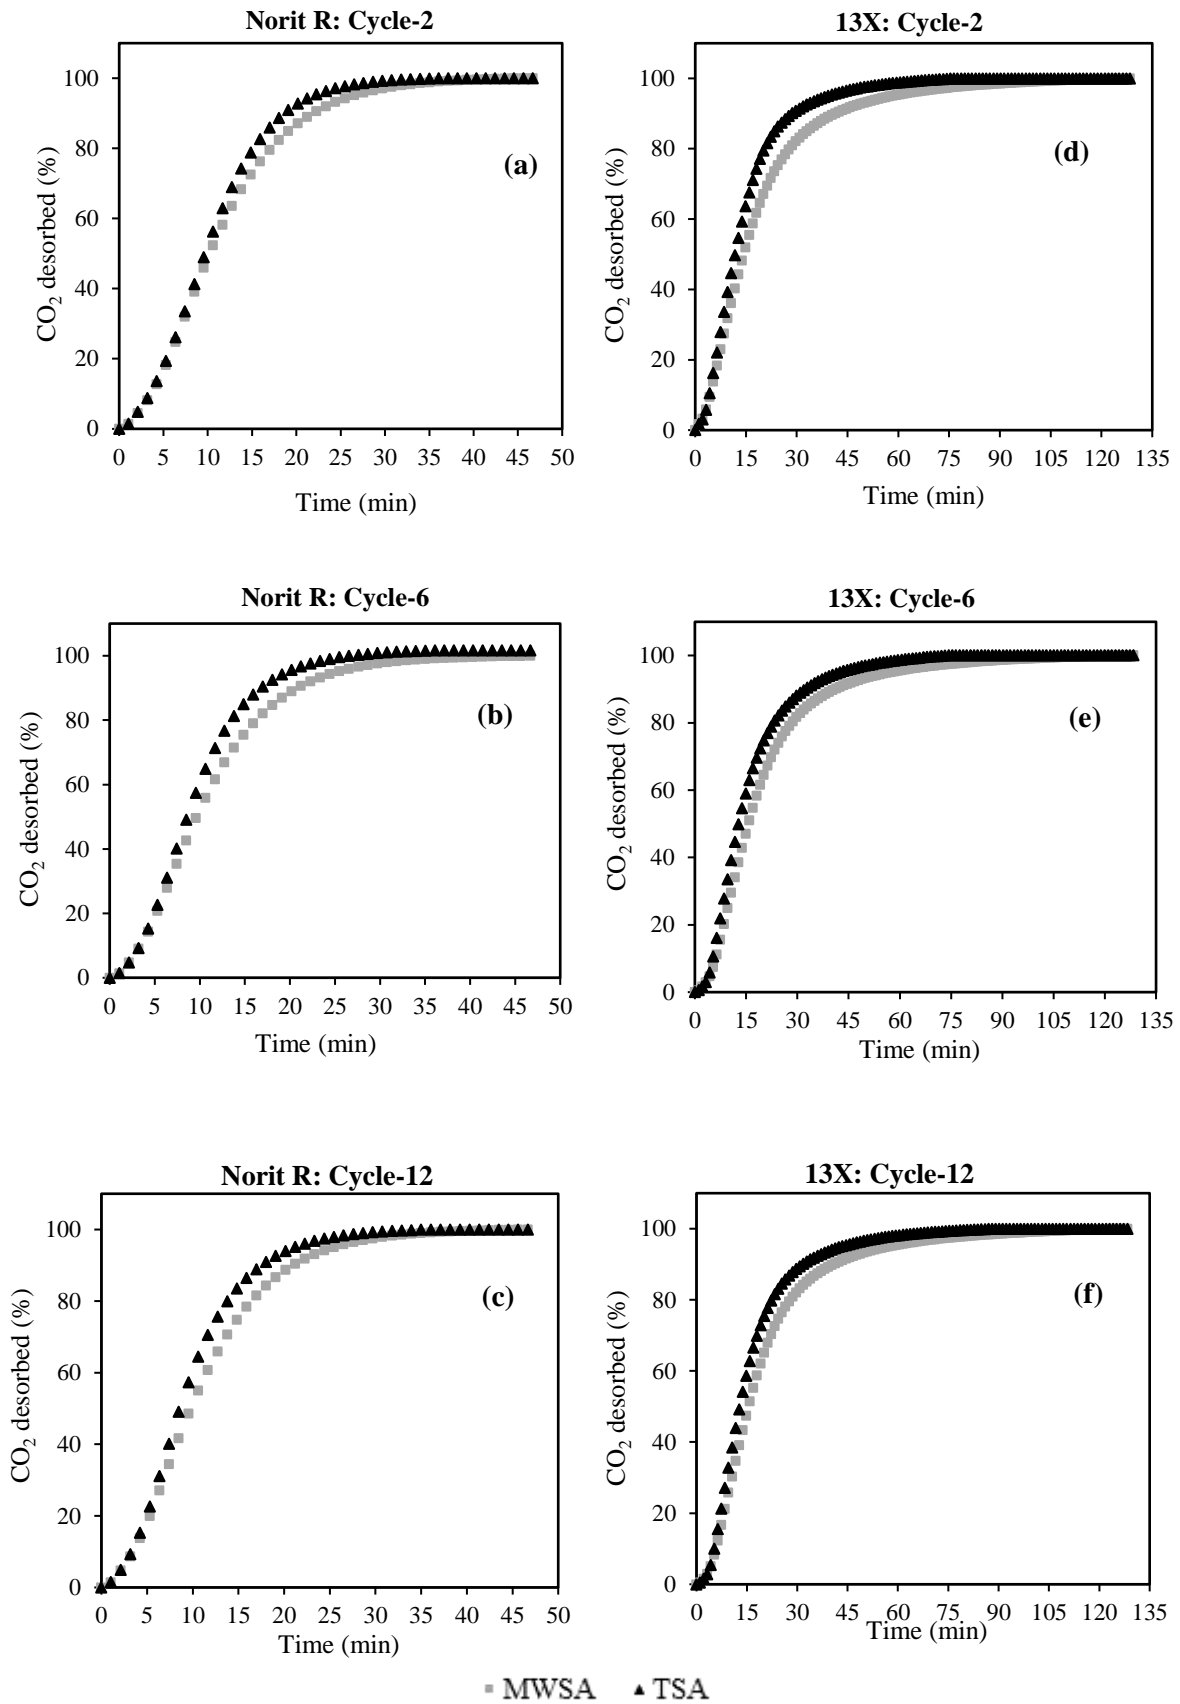 Norit R: Cycle-2
100
80
60
40
20
0
CO₂ desorbed (%)
(a)
0 5 10 15 20 25 30 35 40 45 50
Time (min)
13X: Cycle-2
100
80
60
40
20
0
CO₂ desorbed (%)
(d)
0 15 30 45 60 75 90 105 120 135
Time (min)
Norit R: Cycle-6
100
80
60
40
20
0
CO₂ desorbed (%)
(b)
0 5 10 15 20 25 30 35 40 45 50
Time (min)
13X: Cycle-6
100
80
60
40
20
0
CO₂ desorbed (%)
(e)
0 15 30 45 60 75 90 105 120 135
Time (min)
Norit R: Cycle-12
100
80
60
40
20
0
CO₂ desorbed (%)
(c)
0 5 10 15 20 25 30 35 40 45 50
Time (min)
13X: Cycle-12
100
80
60
40
20
0
CO₂ desorbed (%)
(f)
0 15 30 45 60 75 90 105 120 135
Time (min)
MWSA TSA